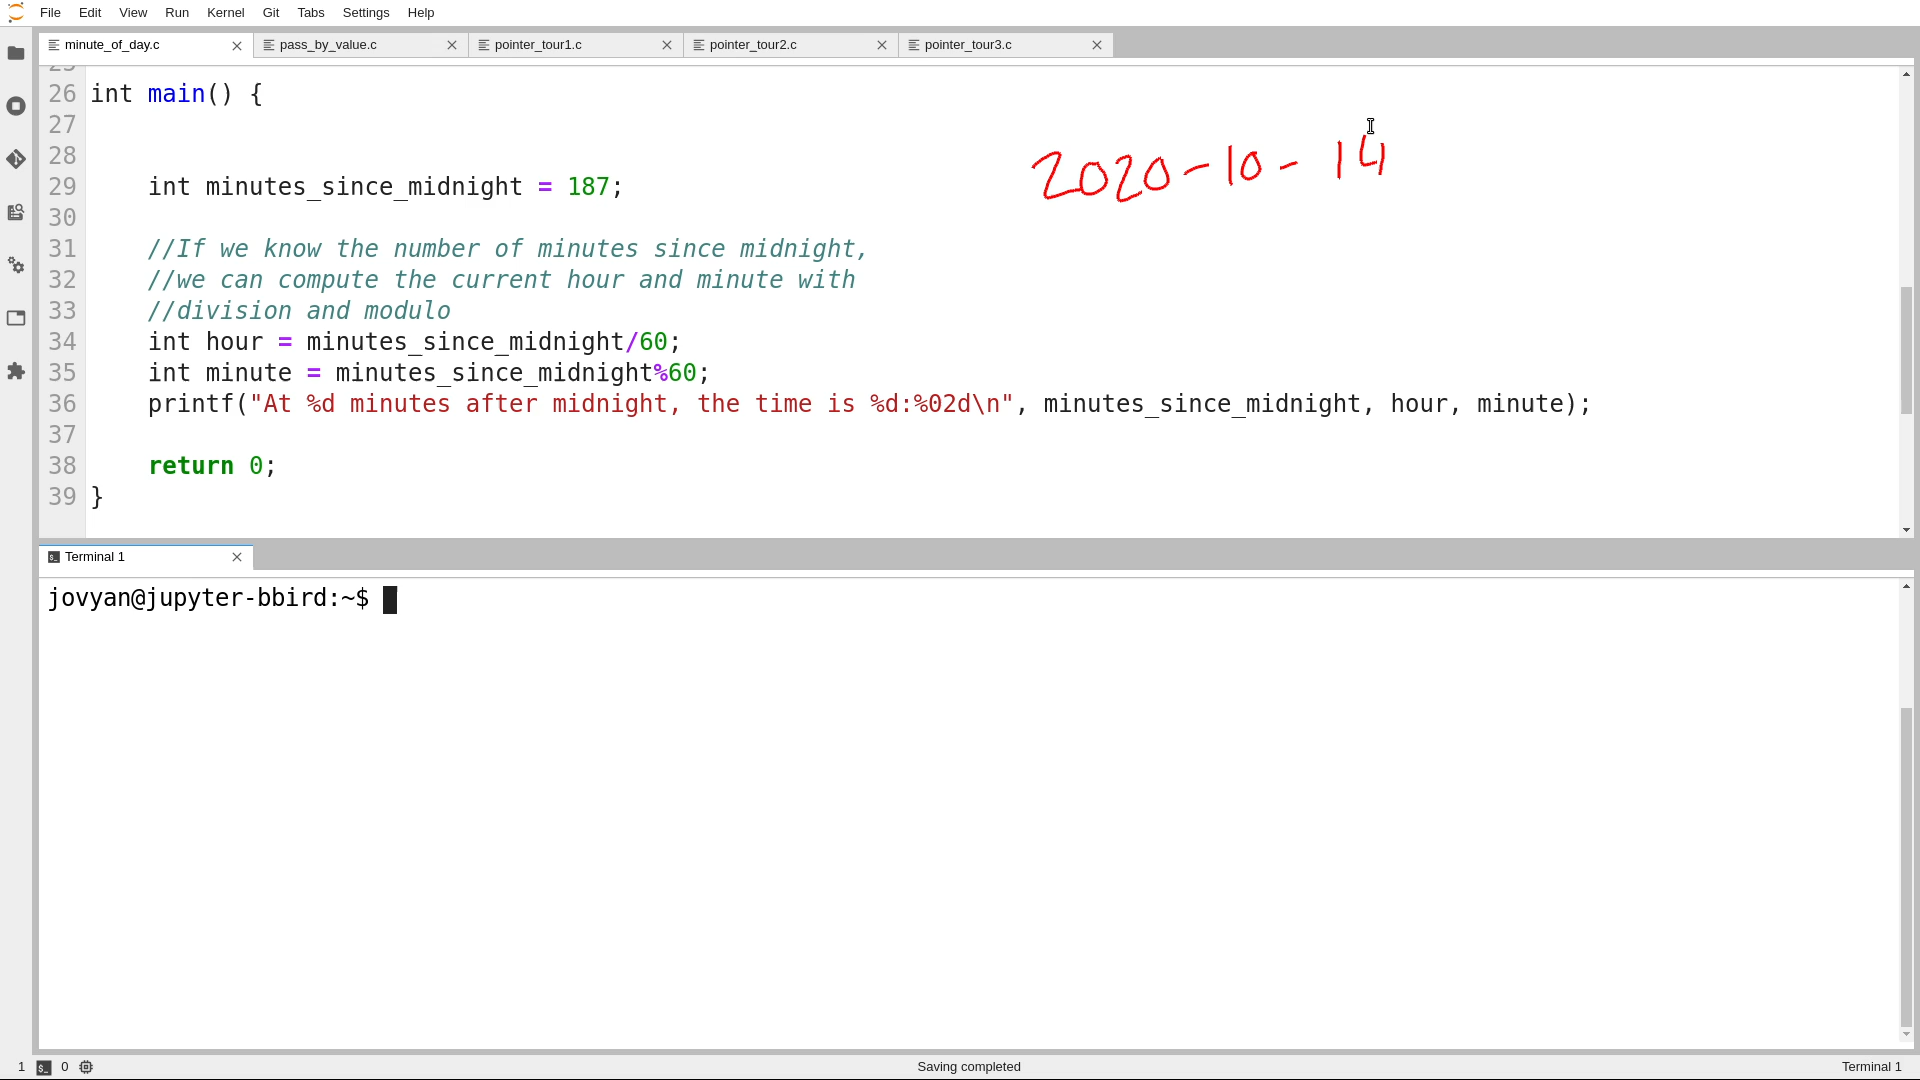 File Edit View Run Kernel Git Tabs Settings Help
minute_of_day.c pass_by_value.c pointer_tour1.c pointer_tour2.c pointer_tour3.c
26 int main() {
27
28
2020-10-14
29 int minutes_since_midnight = 187;
30
31 //If we know the number of minutes since midnight,
32 //we can compute the current hour and minute with
33 //division and modulo
34 int hour = minutes_since_midnight/60;
35 int minute = minutes_since_midnight%60;
36 printf("At %d minutes after midnight, the time is %d:%02d\n", minutes_since_midnight, hour, minute);
37
38 return 0;
39 }
Terminal 1
jovyan@jupyter-bbird:~$
1 0 Saving completed Terminal 1